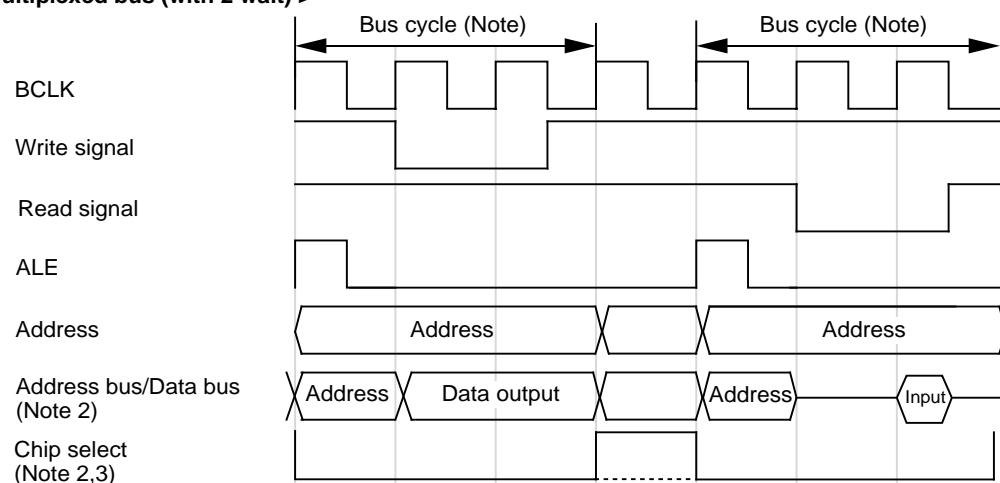 ultiplexed bus (with 2 wait) >
Bus cycle (Note)
Bus cycle (Note)
BCLK
Write signal
Read signal
ALE
Address
Address
Address
Address bus/Data bus
(Note 2)
Address
Data output
Address
Input
Chip select
(Note 2,3)